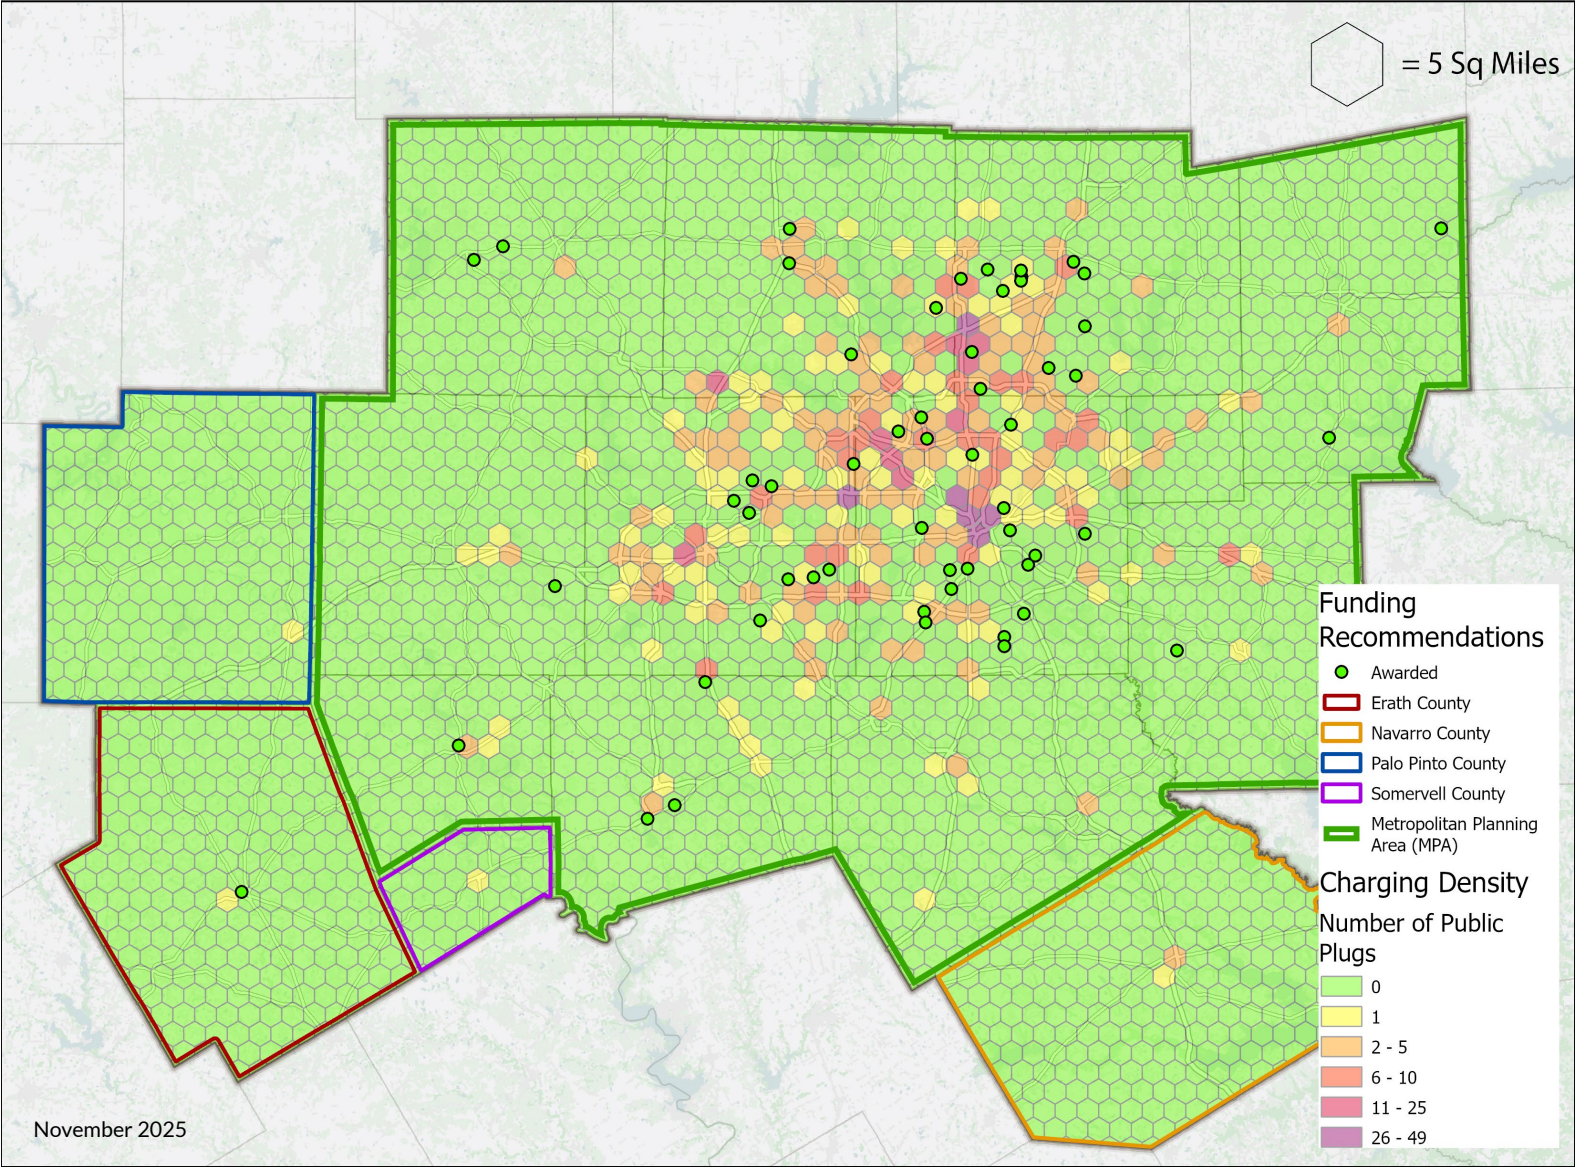 = 5 Sq Miles
Funding
Recommendations
Awarded
Erath County
Navarro County
Palo Pinto County
Somervell County
Metropolitan Planning
Area (MPA)
Charging Density
Number of Public
Plugs
0
1
2 - 5
6 - 10
11 - 25
26 - 49
November 2025